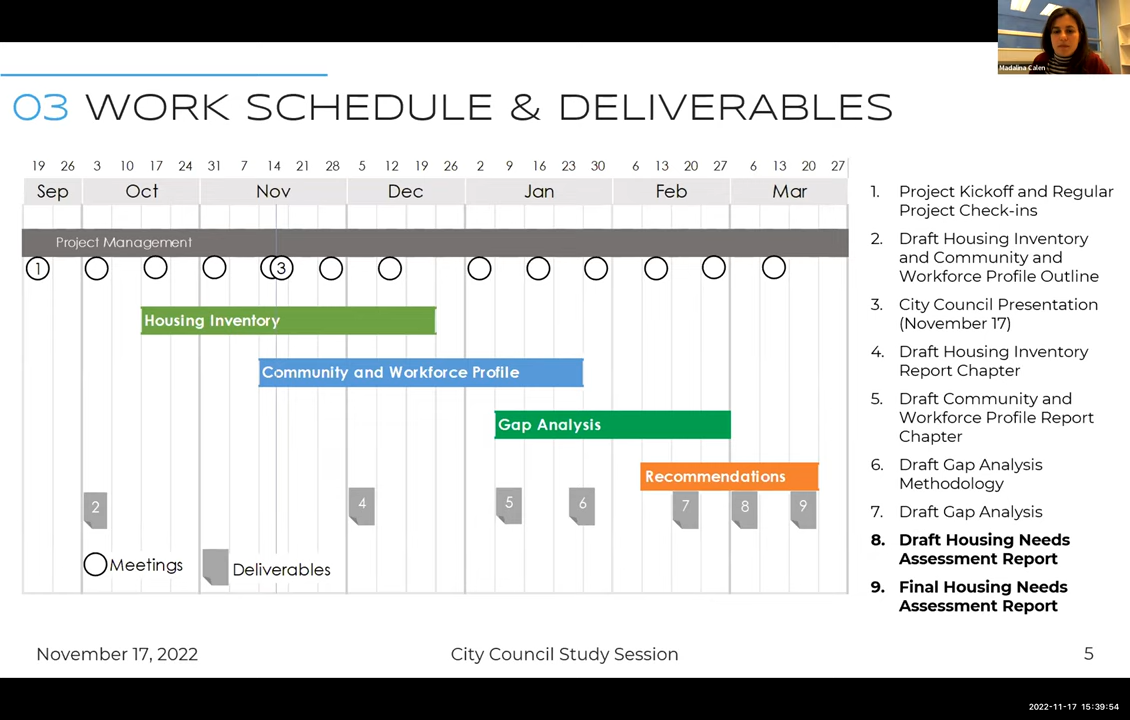 Madalina Calen
03 WORK SCHEDULE & DELIVERABLES
19 26 3 10 17 24 31 7 14 21 28 5 12 19 26 2 9 16 23 30 6 13 20 27 6 13 20 27
Sep Oct Nov Dec Jan Feb Mar
Project Management
1 3
Housing Inventory
Community and Workforce Profile
Gap Analysis
Recommendations
2 4 5 6 7 8 9
Meetings Deliverables
1. Project Kickoff and Regular
Project Check-ins
2. Draft Housing Inventory
and Community and
Workforce Profile Outline
3. City Council Presentation
(November 17)
4. Draft Housing Inventory
Report Chapter
5. Draft Community and
Workforce Profile Report
Chapter
6. Draft Gap Analysis
Methodology
7. Draft Gap Analysis
8. Draft Housing Needs
Assessment Report
9. Final Housing Needs
Assessment Report
November 17, 2022 City Council Study Session 5
2022-11-17 15:39:54